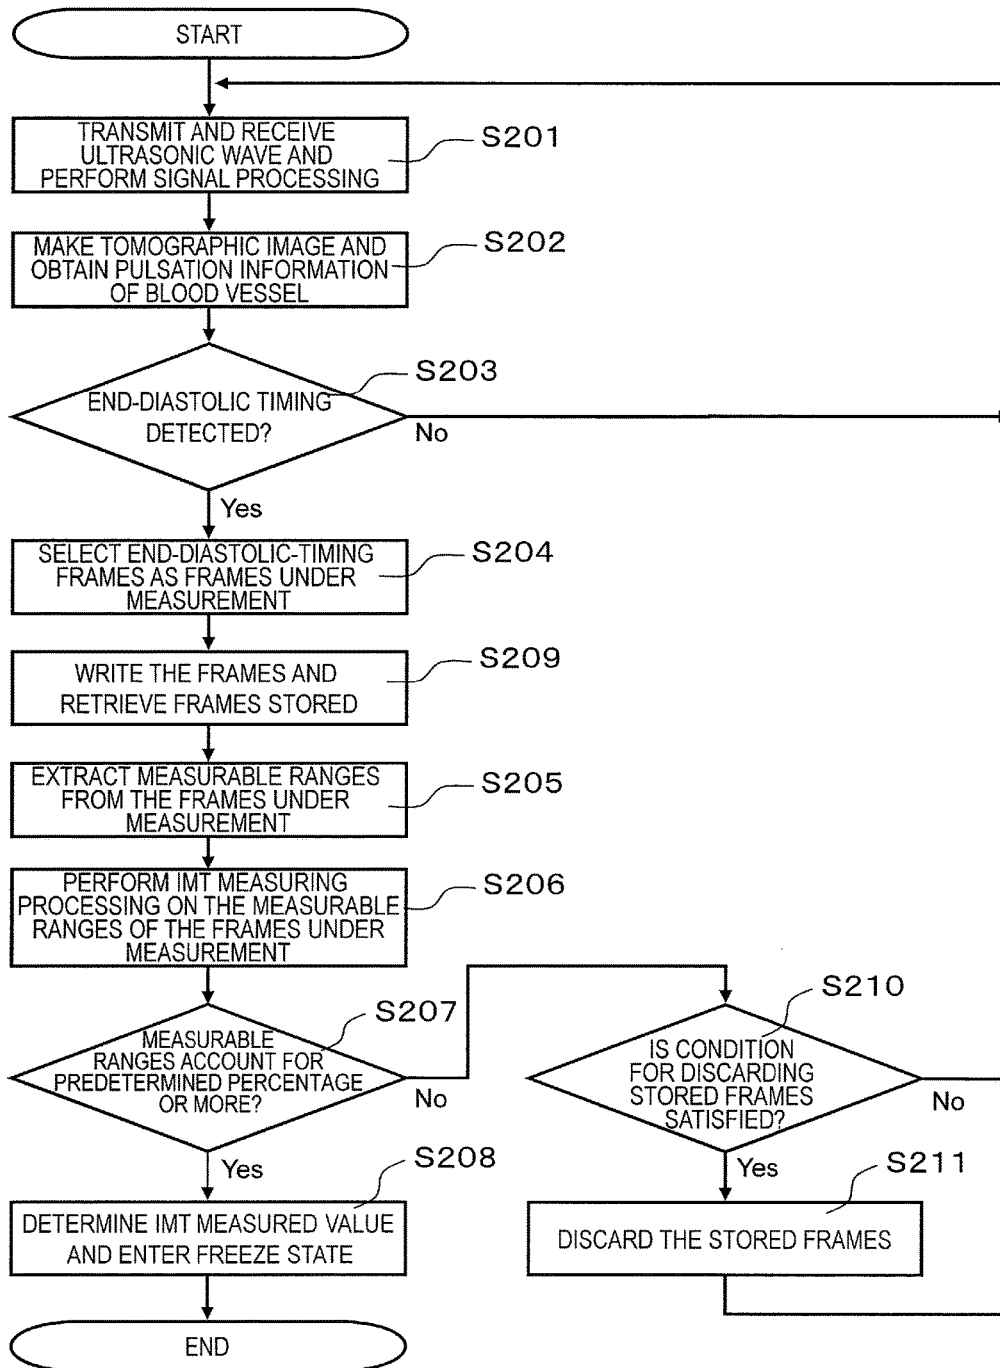 START
TRANSMIT AND RECEIVE
ULTRASONIC WAVE AND
PERFORM SIGNAL PROCESSING
S201
MAKE TOMOGRAPHIC IMAGE AND
OBTAIN PULSATION INFORMATION
OF BLOOD VESSEL
S202
END-DIASTOLIC TIMING
DETECTED?
S203
No
Yes
SELECT END-DIASTOLIC-TIMING
FRAMES AS FRAMES UNDER
MEASUREMENT
S204
WRITE THE FRAMES AND
RETRIEVE FRAMES STORED
S209
EXTRACT MEASURABLE RANGES
FROM THE FRAMES UNDER
MEASUREMENT
S205
PERFORM IMT MEASURING
PROCESSING ON THE MEASURABLE
RANGES OF THE FRAMES UNDER
MEASUREMENT
S206
MEASURABLE
RANGES ACCOUNT FOR
PREDETERMINED PERCENTAGE
OR MORE?
S207
No
Yes
IS CONDITION
FOR DISCARDING
STORED FRAMES
SATISFIED?
S210
No
Yes
DETERMINE IMT MEASURED VALUE
AND ENTER FREEZE STATE
S208
DISCARD THE STORED FRAMES
S211
END